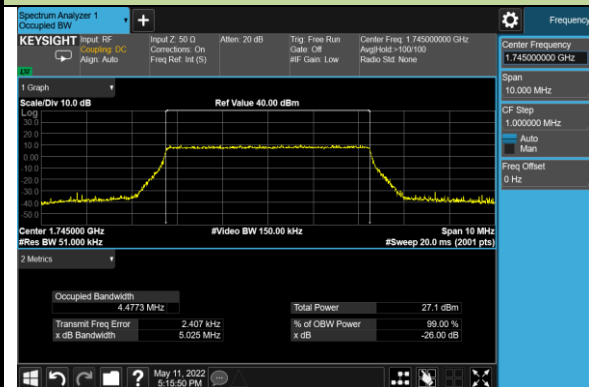 Spectrum Analyzer 1
Occupied BW
Frequency
KEYSIGHT
Input: RF
Coupling: DC
Align: Auto
Input Z: 50 Ω
Corrections: On
Freq Ref: Int (S)
Atten: 20 dB
Trig: Free Run
Gate: Off
#IF Gain: Low
Center Freq: 1.745000000 GHz
Avg|Hold:>100/100
Radio Std: None
1 Graph
Scale/Div 10.0 dB
Ref Value 40.00 dBm
Log
30.0
20.0
10.0
0.00
-10.0
-20.0
-30.0
-40.0
-50.0
Center 1.745000 GHz
#Video BW 150.00 kHz
Span 10 MHz
#Res BW 51.000 kHz
#Sweep 20.0 ms (2001 pts)
2 Metrics
Occupied Bandwidth
4.4773 MHz
Total Power 27.1 dBm
Transmit Freq Error 2.407 kHz
% of OBW Power 99.00 %
x dB Bandwidth 5.025 MHz
x dB -26.00 dB
Center Frequency
1.745000000 GHz
Span
10.000 MHz
CF Step
1.000000 MHz
Auto
Man
Freq Offset
0 Hz
?
May 11, 2022
5:15:50 PM